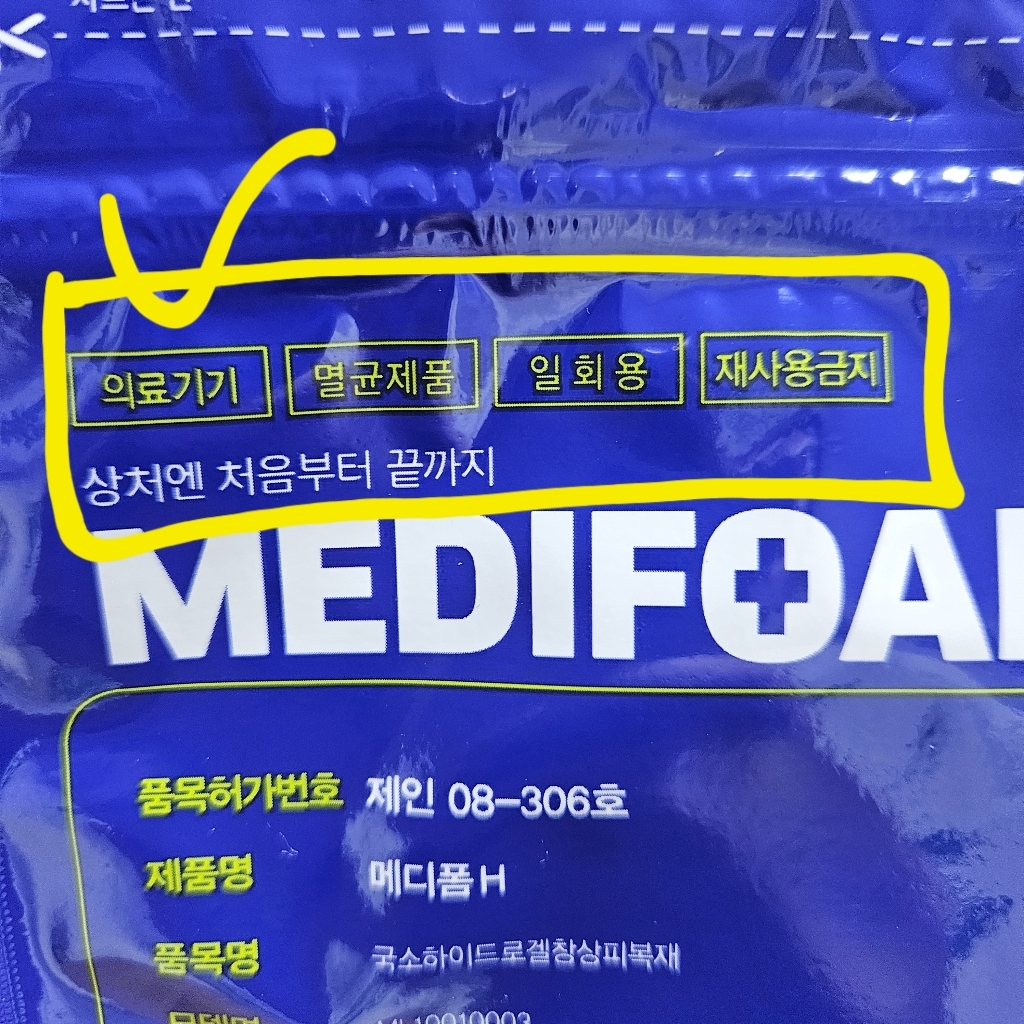 의료기기 멸균제품 일회용 재사용금지
상처엔 처음부터 끝까지
MEDIFOA
품목허가번호 제인 08-306호
제품명 메디폼 H
품목명 국소하이드로겔창상피복재